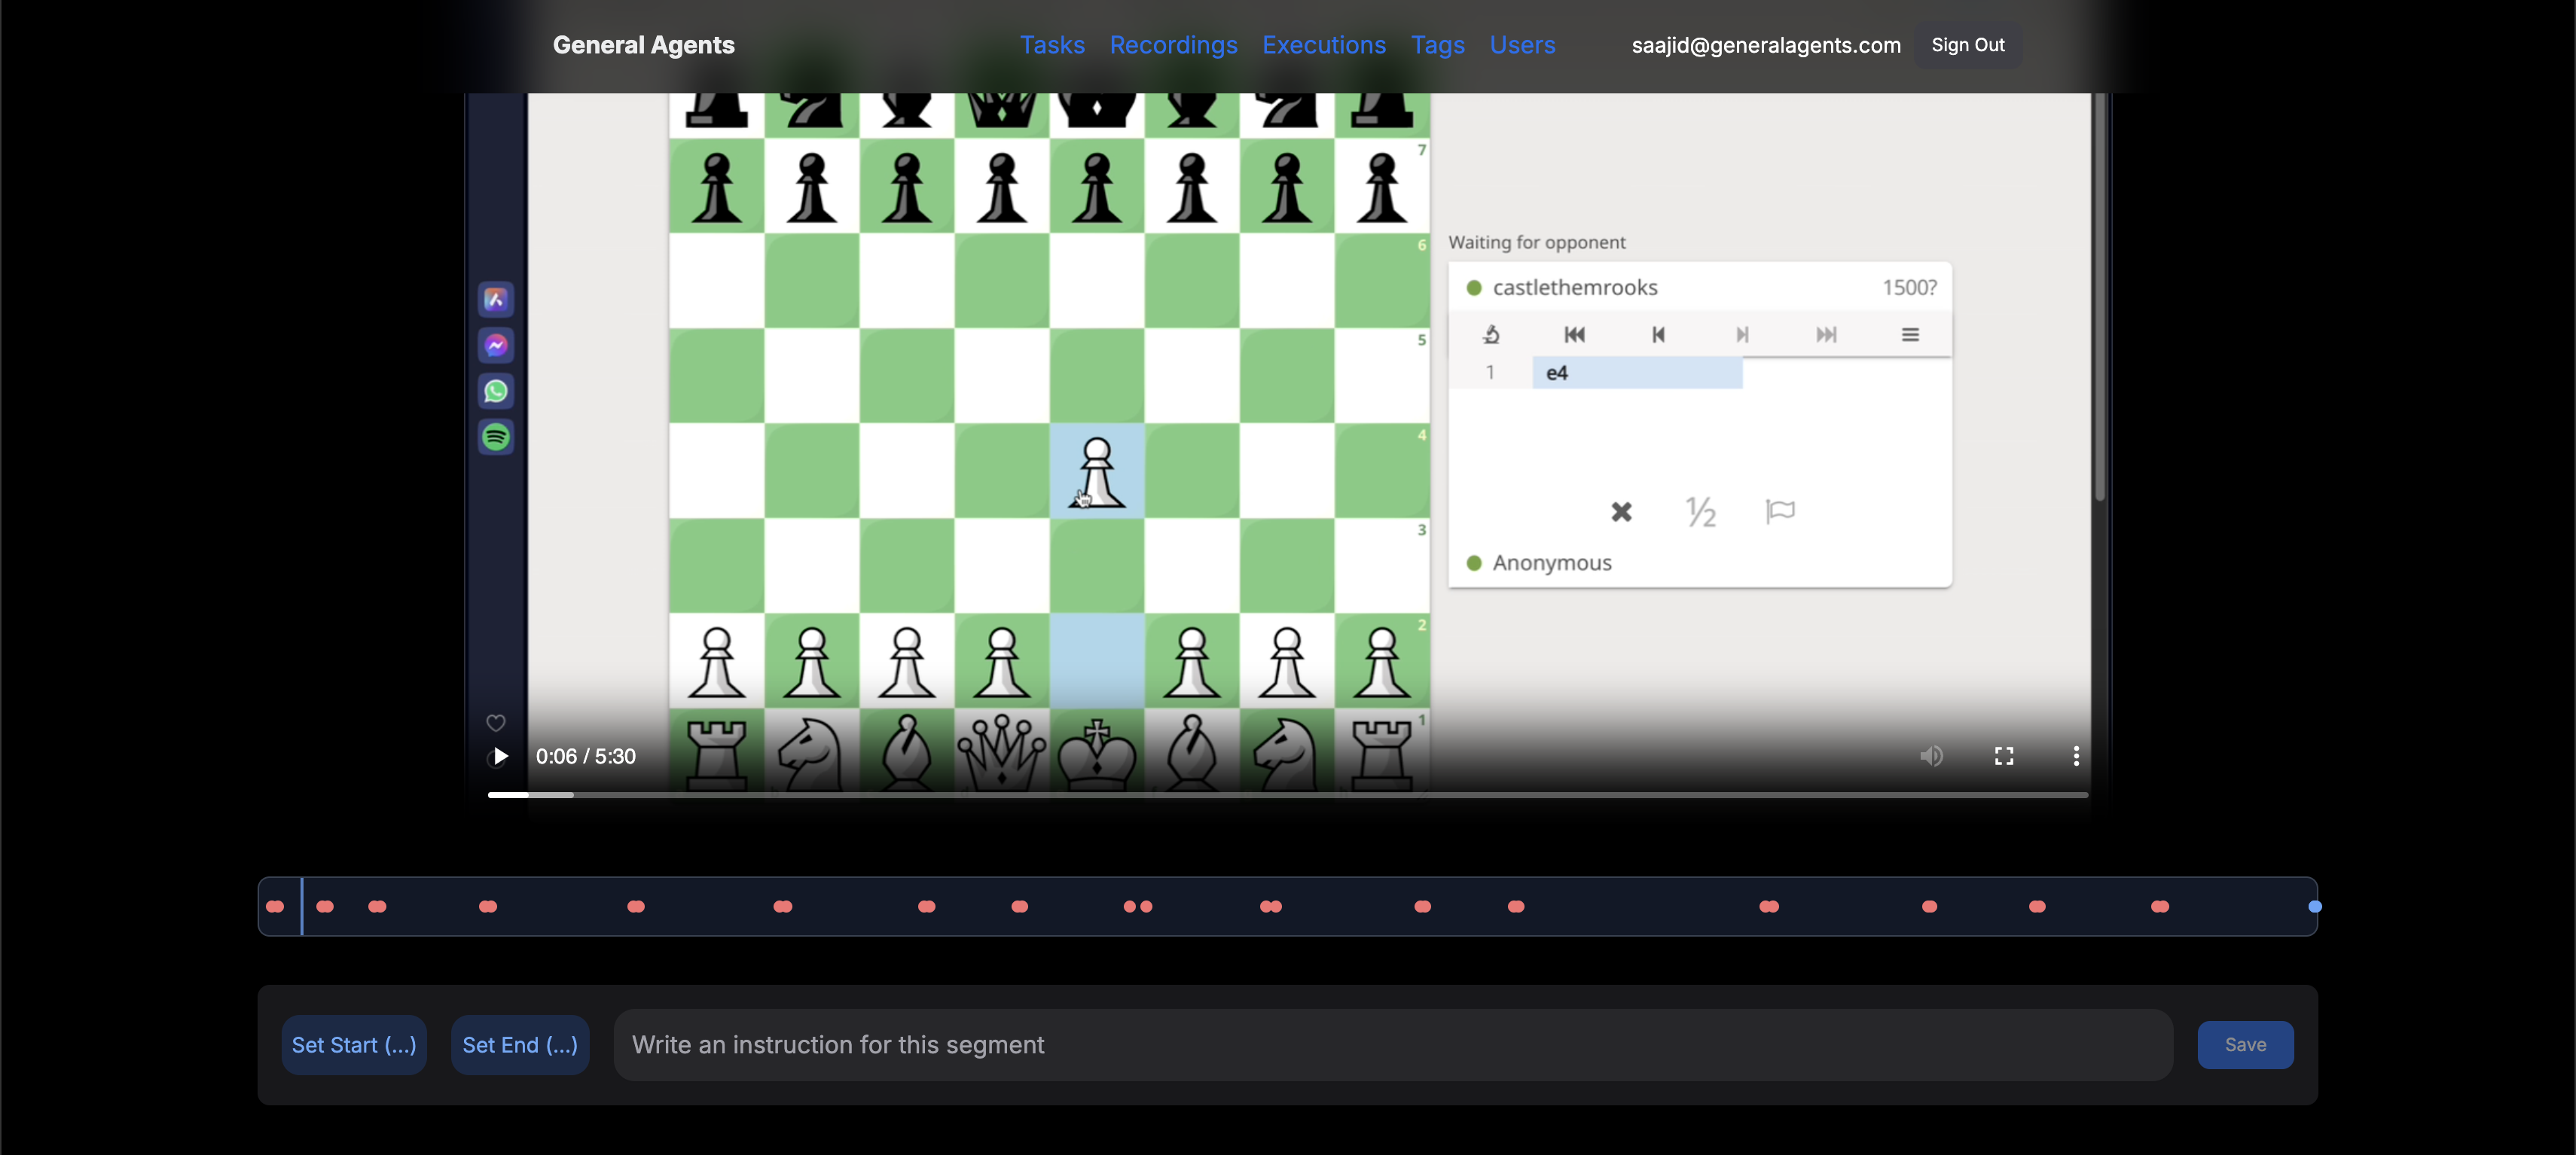 General Agents
Tasks Recordings Executions Tags Users
saajid@generalagents.com Sign Out
7
6
Waiting for opponent
castlethemrooks 1500?
5
1 e4
4
½
3
Anonymous
2
1
0:06 / 5:30
Set Start (...) Set End (...) Write an instruction for this segment Save